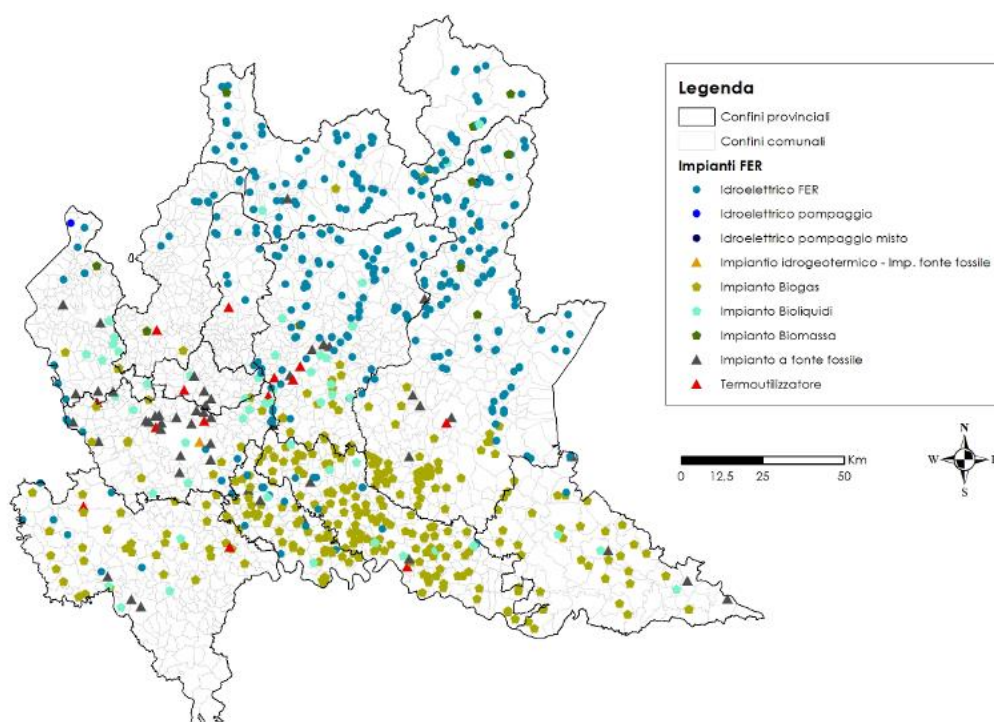 Legenda
Confini provinciali
Confini comunali
Impianti FER
Idroelettrico FER
Idroelettrico pompaggio
Idroelettrico pompaggio misto
Impiantio idrogeotermico - Imp. fonte fossile
Impianto Biogas
Impianto Bioliquidi
Impianto Biomassa
Impianto a fonte fossile
Termoutilizzatore
Km
0 12.5 25 50
N
W E
S